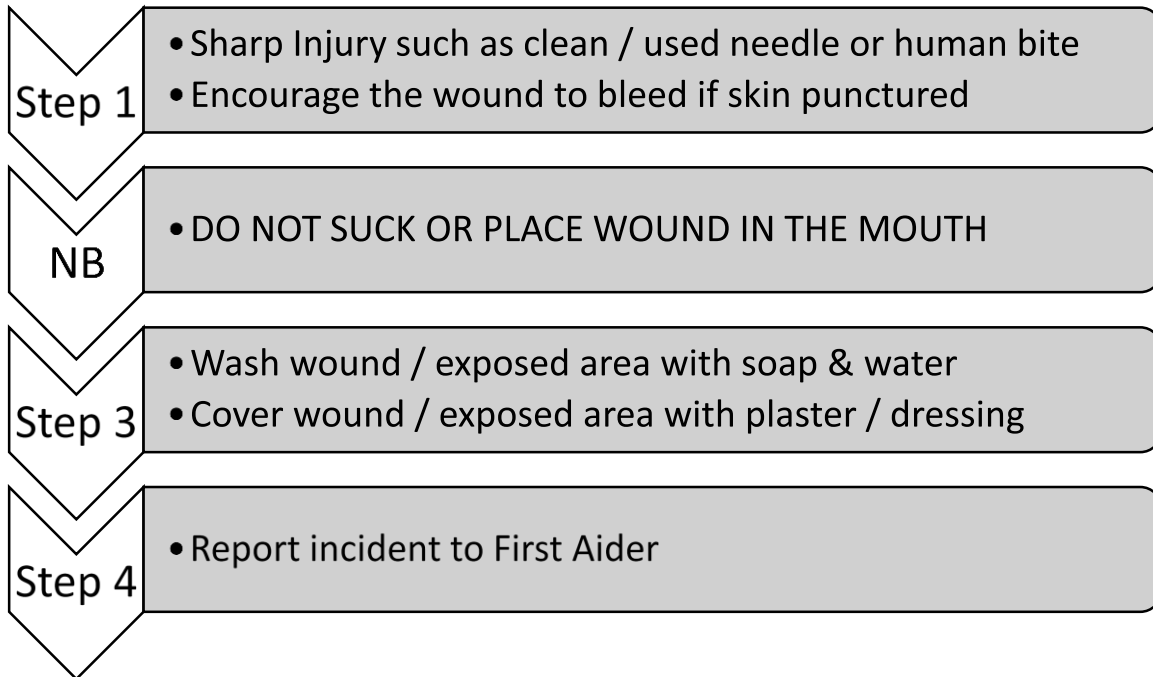 Step 1
• Sharp Injury such as clean / used needle or human bite
• Encourage the wound to bleed if skin punctured
NB
• DO NOT SUCK OR PLACE WOUND IN THE MOUTH
Step 3
• Wash wound / exposed area with soap & water
• Cover wound / exposed area with plaster / dressing
Step 4
• Report incident to First Aider